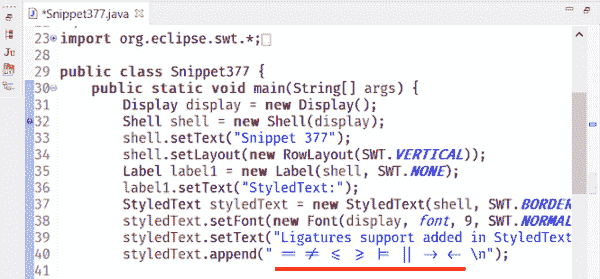 *Snippet377.java
23 import org.eclipse.swt.*;
28
29 public class Snippet377 {
30 public static void main(String[] args) {
31 Display display = new Display();
32 Shell shell = new Shell(display);
33 shell.setText("Snippet 377");
34 shell.setLayout(new RowLayout(SWT.VERTICAL));
35 Label label1 = new Label(shell, SWT.NONE);
36 label1.setText("StyledText:");
37 StyledText styledText = new StyledText(shell, SWT.BORDER
38 styledText.setFont(new Font(display, font, 9, SWT.NORMAL
39 styledText.setText("Ligatures support added in StyledText
40 styledText.append(" == ≠ ⩽ ⩾ ⊨ || → ← \n");